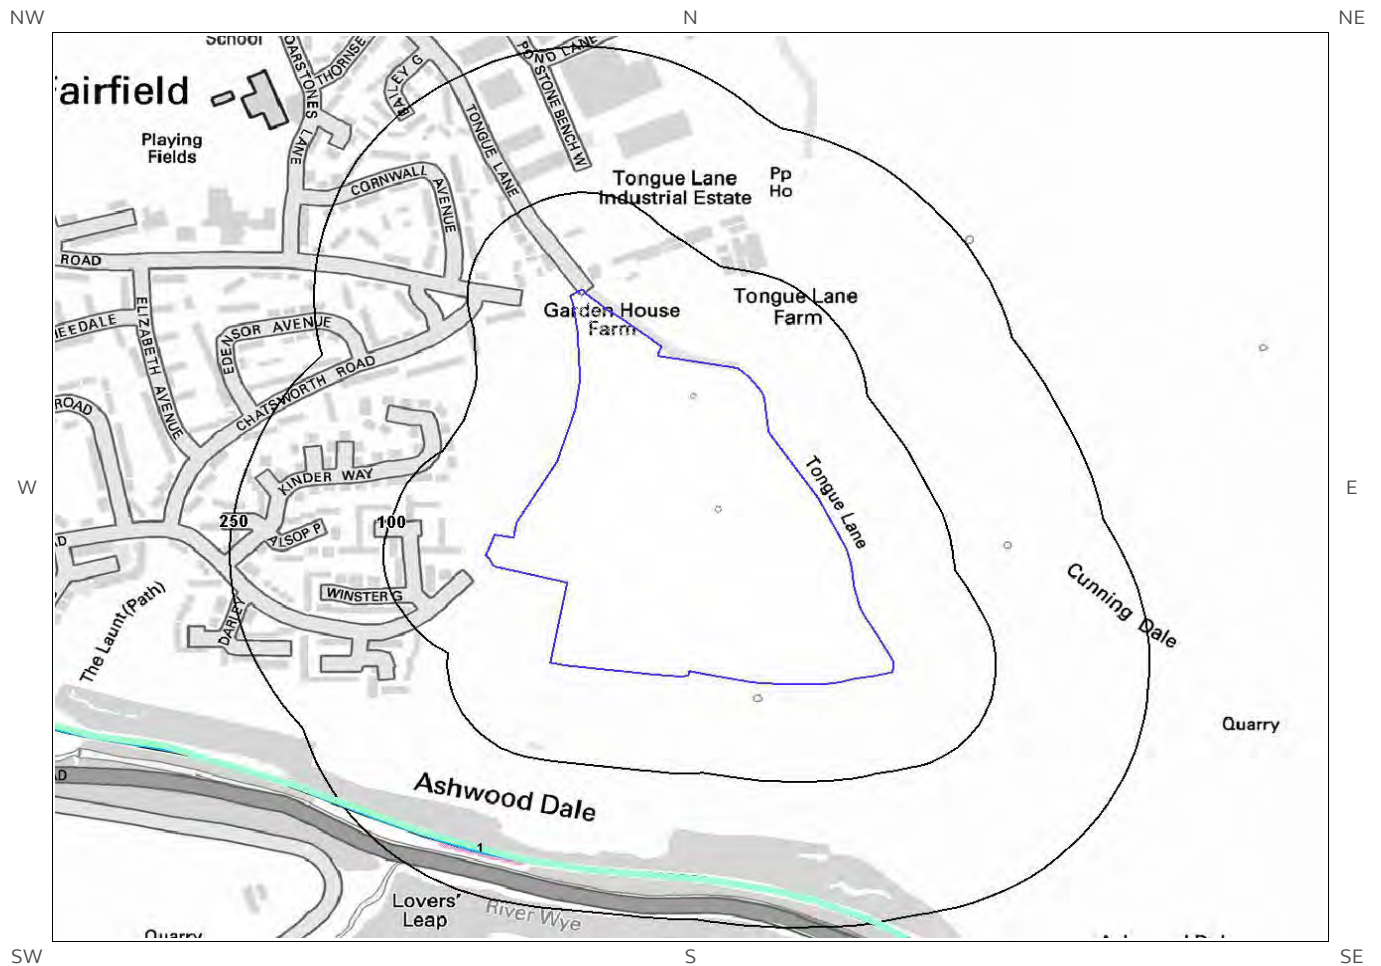 NW
N
NE
School
DARSTONES LANE
THORNSE
BAILEY G
POND LANE
STONE BENCH W
airfield
Playing
Fields
TONGUE LANE
CORNWALL
AVENUE
Tongue Lane
Industrial Estate
Pp
Ho
ROAD
ELIZABETH AVENUE
EEDALE
EDENSOR AVENUE
CHATSWORTH ROAD
Garden House
Farm
Tongue Lane
Farm
ROAD
KINDER WAY
Tongue Lane
W
E
250
100
ALSOP P
D
WINSTER G
DARLEY
The Launt (Path)
Cunning Dale
Quarry
D
Ashwood Dale
1
Lovers'
Leap
River Wye
Quarry
SW
S
SE